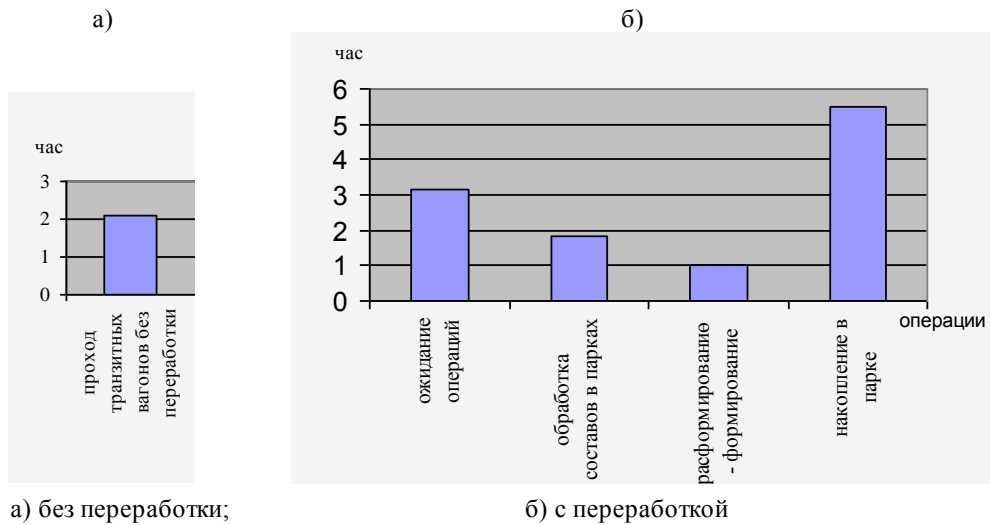 а)
б)
час
3
2
1
0
проход
транзитных
вагонов без
переработки
час
6
5
4
3
2
1
0
ожидание
операций
обработка
составов в парках
расформирование
- формирование
накопление в
парке
операции
а) без переработки;
б) с переработкой